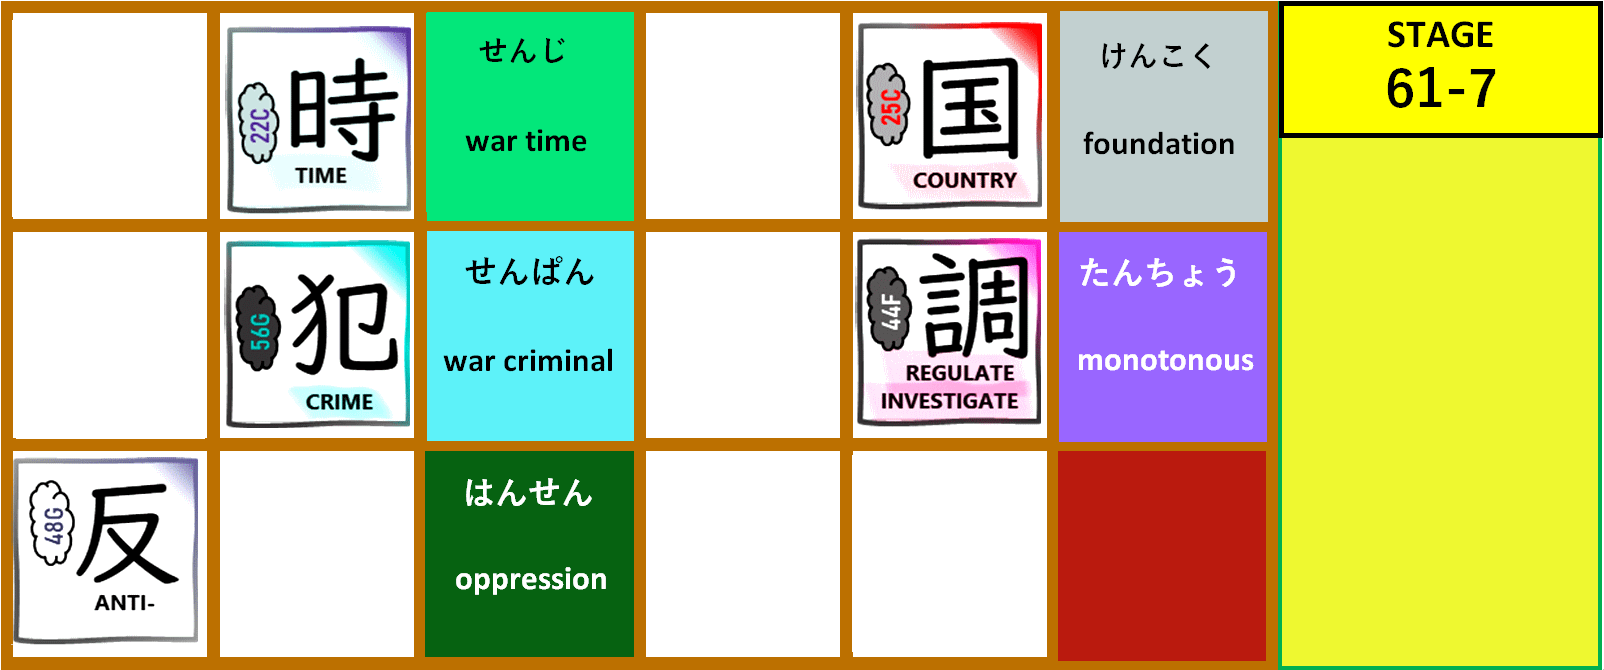 22C
時
TIME
せんじ
war time
25C
国
COUNTRY
けんこく
foundation
STAGE
61-7
56G
犯
CRIME
せんぱん
war criminal
44F
調
REGULATE
INVESTIGATE
たんちょう
monotonous
48G
反
ANTI-
はんせん
oppression